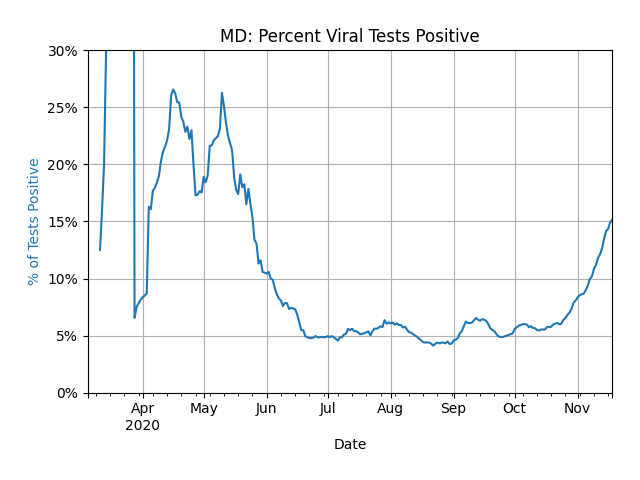 MD: Percent Viral Tests Positive
30%
25%
20%
15%
10%
5%
0%
% of Tests Positive
Apr
2020
May
Jun
Jul
Aug
Sep
Oct
Nov
Date